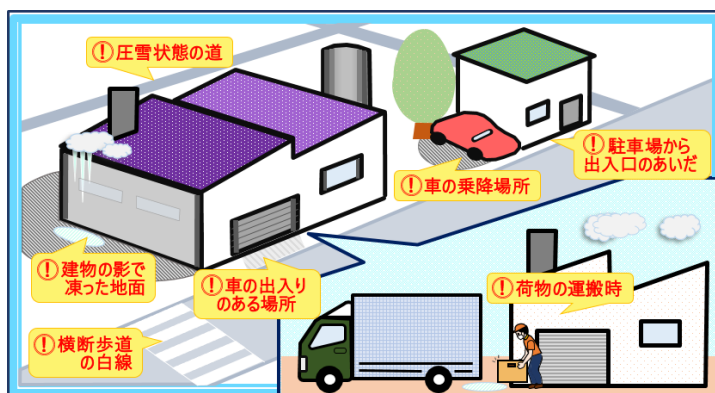 ！圧雪状態の道
！駐車場から
出入口のあいだ
！車の乗降場所
！建物の影で
凍った地面
！車の出入り
のある場所
！荷物の運搬時
！横断歩道
の白線